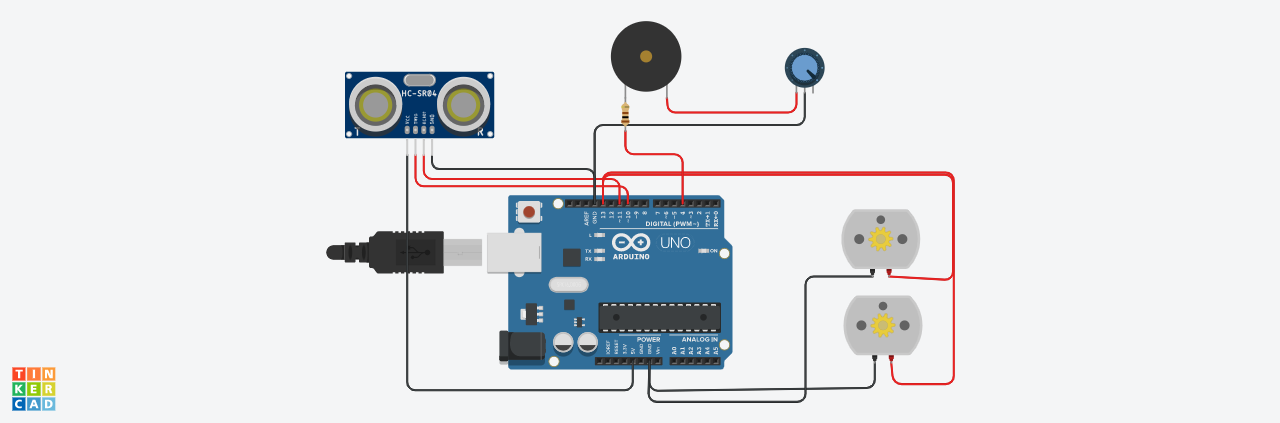 HC-SR04
VCC
TRIG
ECHO
GND
T
R
AREF
GND
13
12
~11
~10
~9
8
7
~6
~5
4
~3
2
TX→1
RX←0
DIGITAL (PWM~)
L
TX
RX
UNO
ARDUINO
ON
POWER
ANALOG IN
IOREF
RESET
3.3V
5V
GND
GND
Vin
A0
A1
A2
A3
A4
A5
TIN
KER
CAD